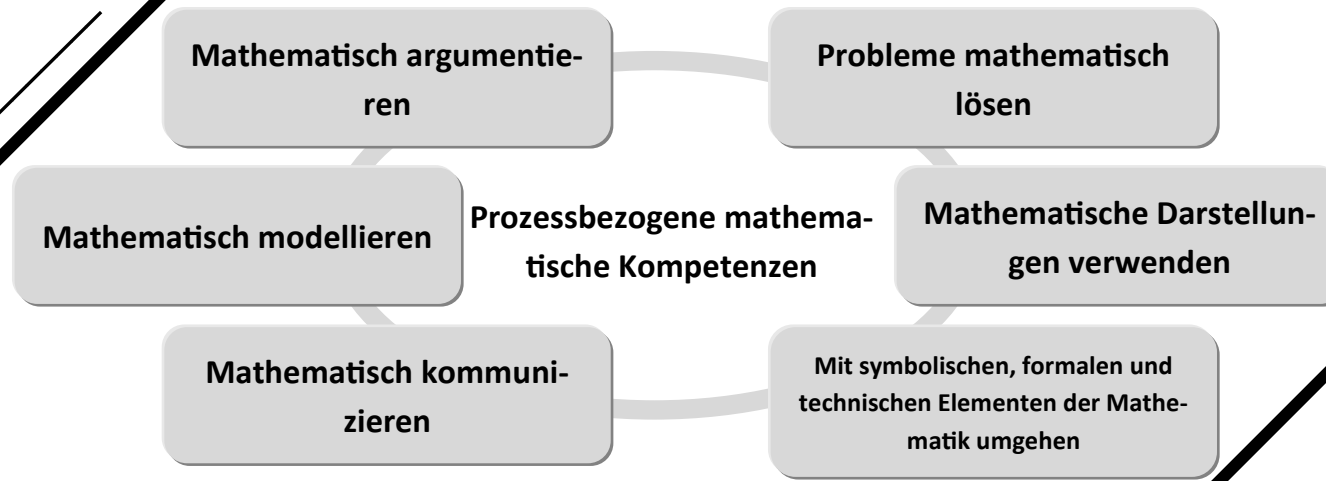 Mathematisch argumentie-
ren
Probleme mathematisch
lösen
Mathematisch modellieren
Prozessbezogene mathema-
tische Kompetenzen
Mathematische Darstellun-
gen verwenden
Mathematisch kommuni-
zieren
Mit symbolischen, formalen und
technischen Elementen der Mathe-
matik umgehen